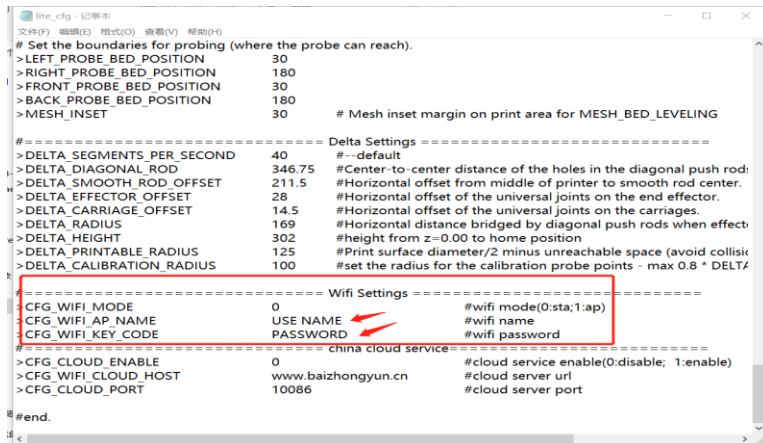 lite_cfg - 记事本
文件(F) 编辑(E) 格式(O) 查看(V) 帮助(H)
# Set the boundaries for probing (where the probe can reach).
>LEFT_PROBE_BED_POSITION 30
>RIGHT_PROBE_BED_POSITION 180
>FRONT_PROBE_BED_POSITION 30
>BACK_PROBE_BED_POSITION 180
>MESH_INSET 30 # Mesh inset margin on print area for MESH_BED_LEVELING
#============================== Delta Settings ==============================
>DELTA_SEGMENTS_PER_SECOND 40 #--default
>DELTA_DIAGONAL_ROD 346.75 #Center-to-center distance of the holes in the diagonal push rods
>DELTA_SMOOTH_ROD_OFFSET 211.5 #Horizontal offset from middle of printer to smooth rod center.
>DELTA_EFFECTOR_OFFSET 28 #Horizontal offset of the universal joints on the end effector.
>DELTA_CARRIAGE_OFFSET 14.5 #Horizontal offset of the universal joints on the carriages.
>DELTA_RADIUS 169 #Horizontal distance bridged by diagonal push rods when effect
>DELTA_HEIGHT 302 #height from z=0.00 to home position
>DELTA_PRINTABLE_RADIUS 125 #Print surface diameter/2 minus unreachable space (avoid collisi
>DELTA_CALIBRATION_RADIUS 100 #set the radius for the calibration probe points - max 0.8 * DELTA
#============================== Wifi Settings ==============================
>CFG_WIFI_MODE 0 #wifi mode(0:sta;1:ap)
>CFG_WIFI_AP_NAME USE NAME #wifi name
>CFG_WIFI_KEY_CODE PASSWORD #wifi password
#============================== china cloud service==============================
>CFG_CLOUD_ENABLE 0 #cloud service enable(0:disable; 1:enable)
>CFG_WIFI_CLOUD_HOST www.baizhongyun.cn #cloud server url
>CFG_CLOUD_PORT 10086 #cloud server port
#end.